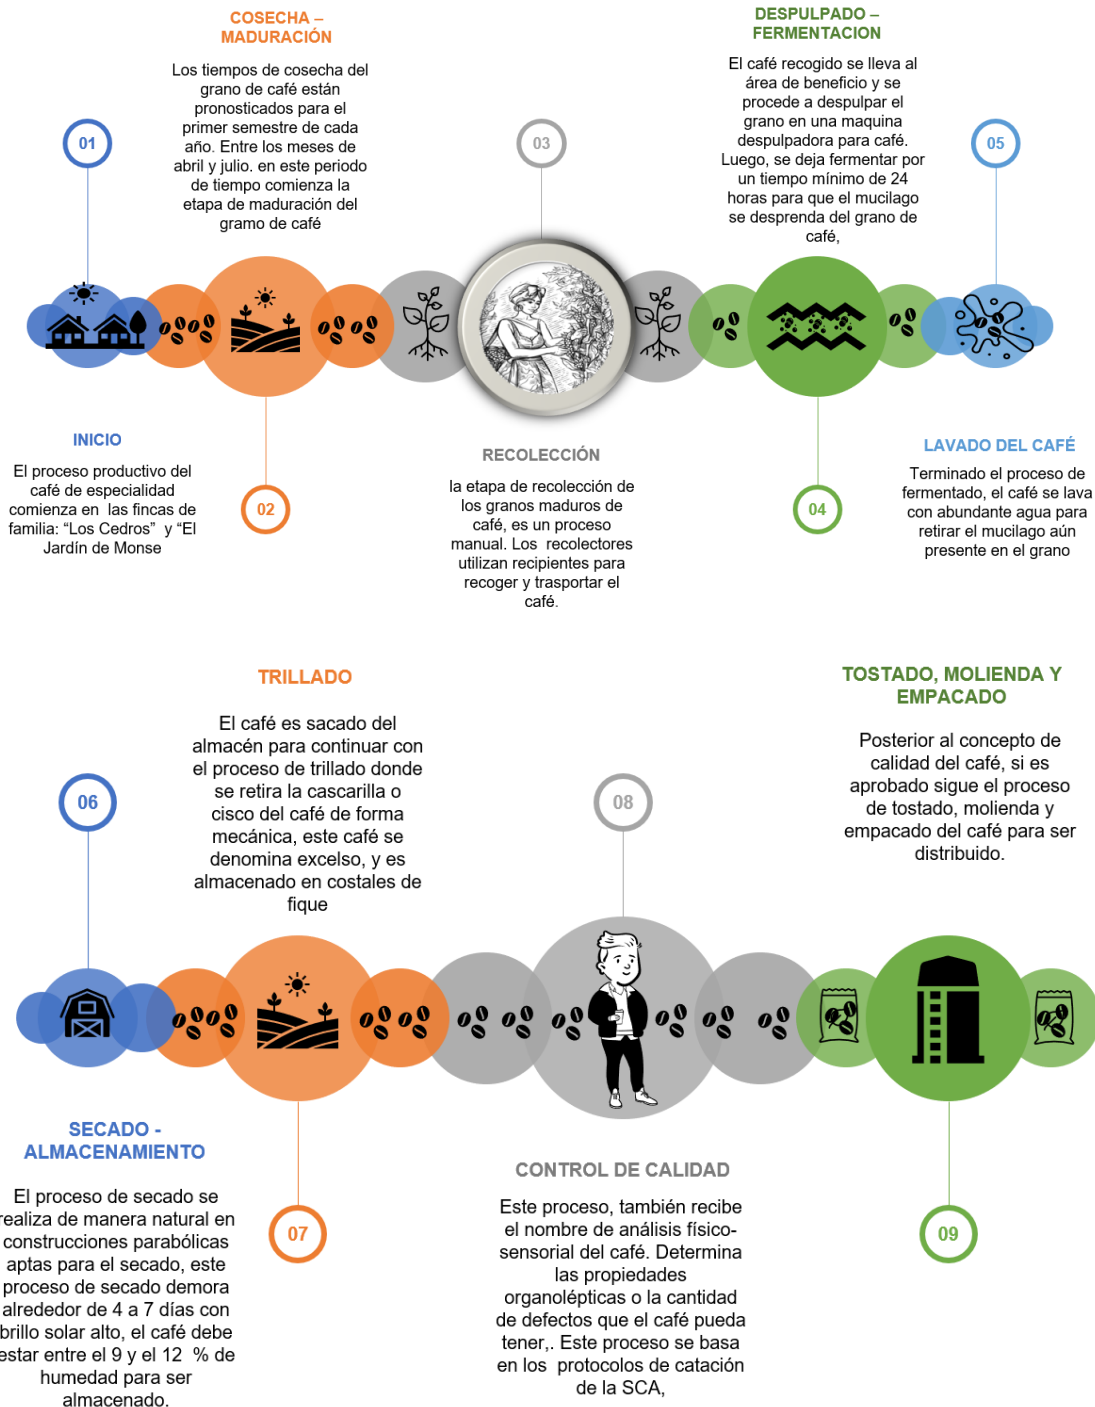 01
INICIO
El proceso productivo del
café de especialidad
comienza en las fincas de
familia: “Los Cedros” y “El
Jardín de Monse
COSECHA –
MADURACIÓN
Los tiempos de cosecha del
grano de café están
pronosticados para el
primer semestre de cada
año. Entre los meses de
abril y julio. en este periodo
de tiempo comienza la
etapa de maduración del
gramo de café
02
03
RECOLECCIÓN
la etapa de recolección de
los granos maduros de
café, es un proceso
manual. Los recolectores
utilizan recipientes para
recoger y trasportar el
café.
DESPULPADO –
FERMENTACION
El café recogido se lleva al
área de beneficio y se
procede a despulpar el
grano en una maquina
despulpadora para café.
Luego, se deja fermentar por
un tiempo mínimo de 24
horas para que el mucilago
se desprenda del grano de
café,
04
05
LAVADO DEL CAFÉ
Terminado el proceso de
fermentado, el café se lava
con abundante agua para
retirar el mucilago aún
presente en el grano
06
SECADO -
ALMACENAMIENTO
El proceso de secado se
realiza de manera natural en
construcciones parabólicas
aptas para el secado, este
proceso de secado demora
alrededor de 4 a 7 días con
brillo solar alto, el café debe
estar entre el 9 y el 12 % de
humedad para ser
almacenado.
TRILLADO
El café es sacado del
almacén para continuar con
el proceso de trillado donde
se retira la cascarilla o
cisco del café de forma
mecánica, este café se
denomina excelso, y es
almacenado en costales de
fique
07
08
CONTROL DE CALIDAD
Este proceso, también recibe
el nombre de análisis físico-
sensorial del café. Determina
las propiedades
organolépticas o la cantidad
de defectos que el café pueda
tener,. Este proceso se basa
en los protocolos de catación
de la SCA,
TOSTADO, MOLIENDA Y
EMPACADO
Posterior al concepto de
calidad del café, si es
aprobado sigue el proceso
de tostado, molienda y
empacado del café para ser
distribuido.
09